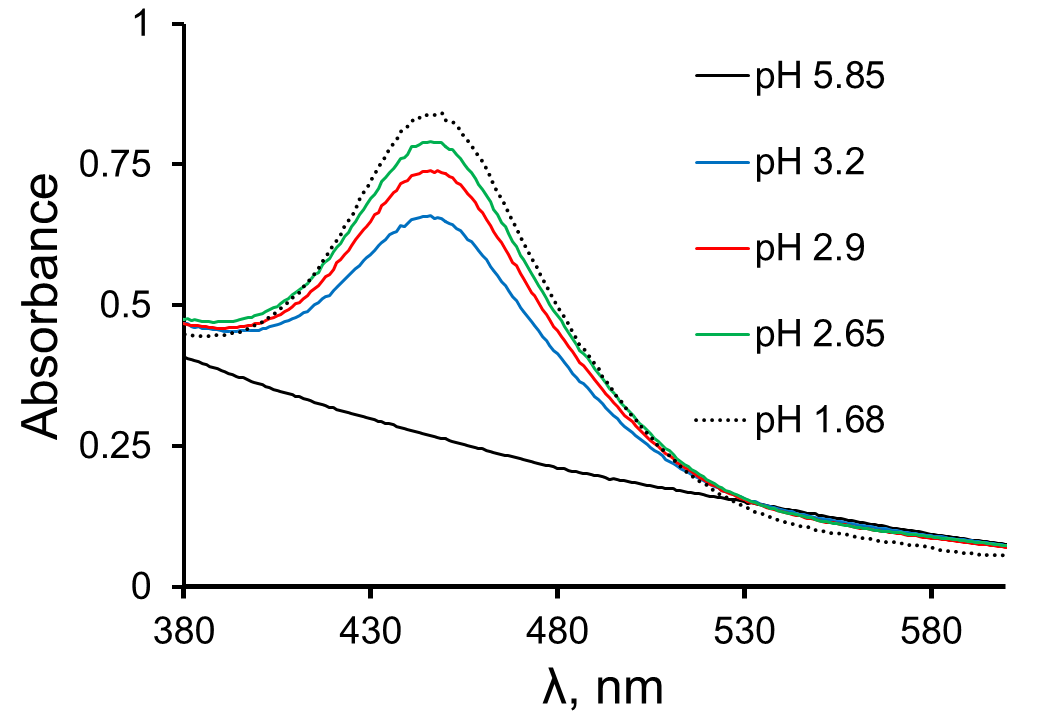 1
0.75
0.5
0.25
0
Absorbance
380
430
480
530
580
λ, nm
pH 5.85
pH 3.2
pH 2.9
pH 2.65
pH 1.68